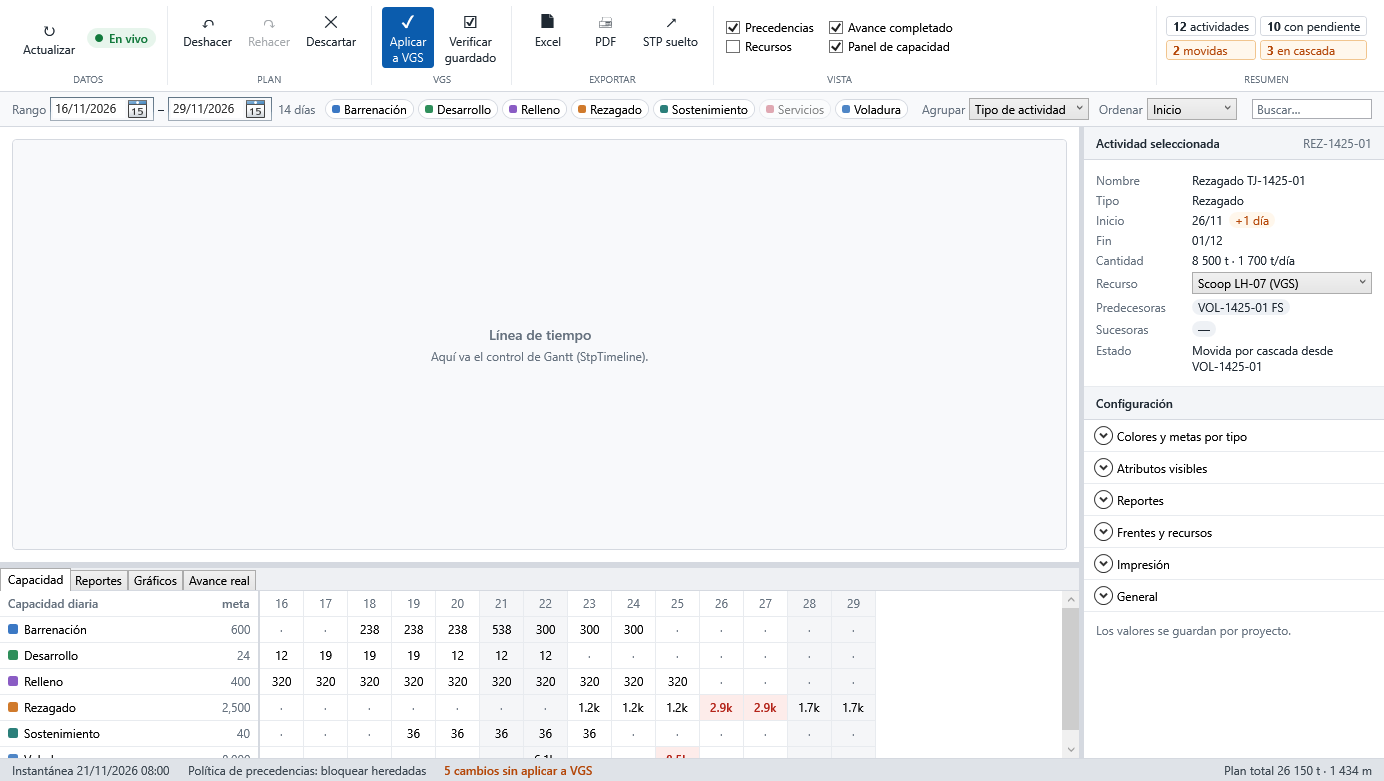 Actualizar
En vivo
DATOS
Deshacer
Rehacer
Descartar
PLAN
Aplicar
a VGS
Verificar
guardado
VGS
Excel
PDF
STP suelto
EXPORTAR
Precedencias
Avance completado
Recursos
Panel de capacidad
VISTA
12 actividades
10 con pendiente
2 movidas
3 en cascada
RESUMEN
Rango 16/11/2026 15 – 29/11/2026 15 14 días Barrenación Desarrollo Relleno Rezagado Sostenimiento Servicios Voladura Agrupar Tipo de actividad Ordenar Inicio Buscar...
Línea de tiempo
Aquí va el control de Gantt (StpTimeline).
Actividad seleccionada REZ-1425-01
Nombre Rezagado TJ-1425-01
Tipo Rezagado
Inicio 26/11 +1 día
Fin 01/12
Cantidad 8 500 t · 1 700 t/día
Recurso Scoop LH-07 (VGS)
Predecesoras VOL-1425-01 FS
Sucesoras —
Estado Movida por cascada desde
VOL-1425-01
Configuración
Colores y metas por tipo
Atributos visibles
Reportes
Frentes y recursos
Impresión
General
Los valores se guardan por proyecto.
Capacidad Reportes Gráficos Avance real
Capacidad diaria meta 16 17 18 19 20 21 22 23 24 25 26 27 28 29
Barrenación 600 · · 238 238 238 538 300 300 300 · · · · ·
Desarrollo 24 12 19 19 19 12 12 12 · · · · · · ·
Relleno 400 320 320 320 320 320 320 320 320 320 320 · · · ·
Rezagado 2,500 · · · · · · · 1.2k 1.2k 1.2k 2.9k 2.9k 1.7k 1.7k
Sostenimiento 40 · · · 36 36 36 36 36 · · · · · ·
Instantánea 21/11/2026 08:00 Política de precedencias: bloquear heredadas 5 cambios sin aplicar a VGS Plan total 26 150 t · 1 434 m